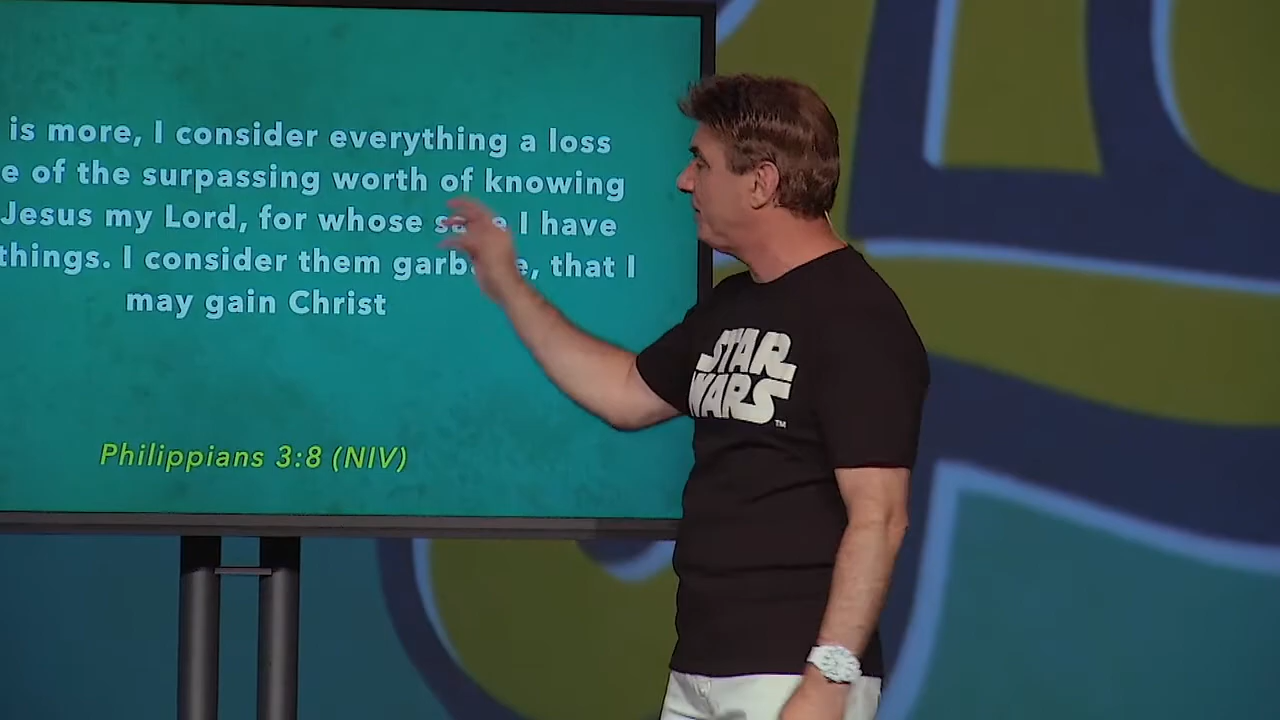 is more, I consider everything a loss
of the surpassing worth of knowing
Jesus my Lord, for whose I have
things. I consider them that I
may gain Christ
Philippians 3:8 (NIV)
STAR
WARS
TM